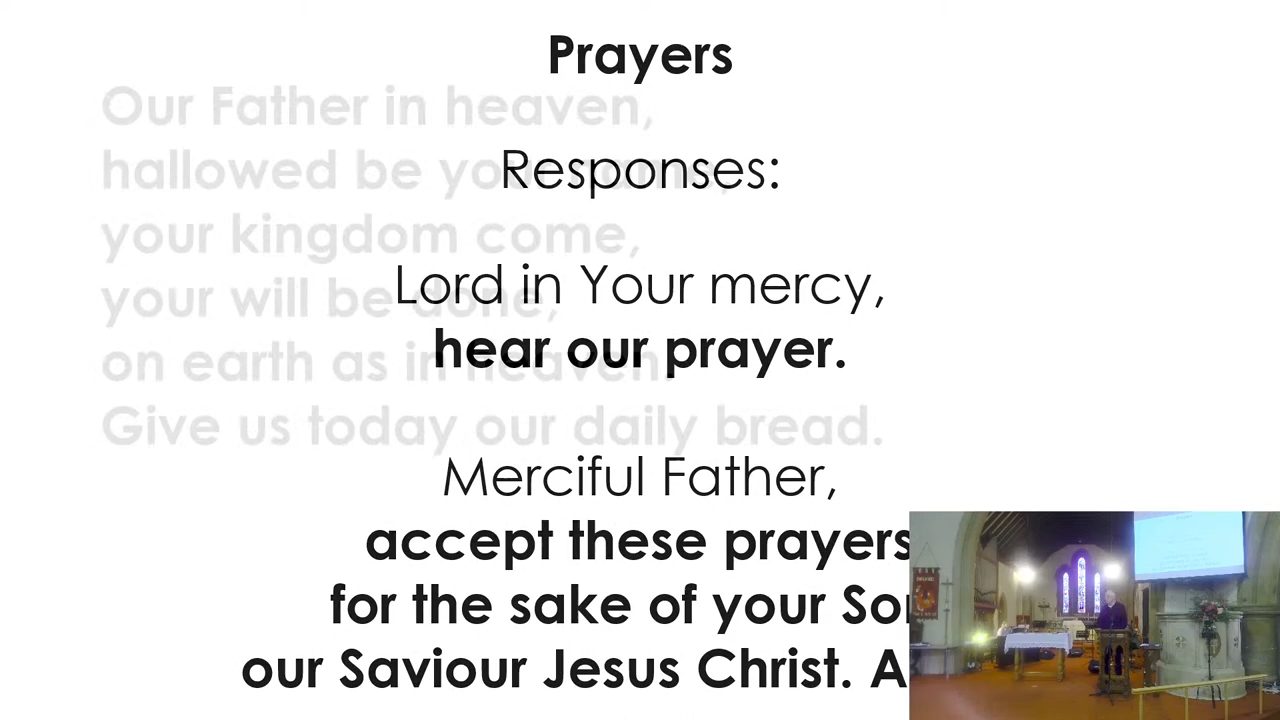 Prayers
Our Father in heaven,
hallowed be yo
Responses:
your kingdom come,
your will be done,
Lord in Your mercy,
on earth as in heaven.
hear our prayer.
Give us today our daily bread.
Merciful Father,
accept these prayers
for the sake of your So
our Saviour Jesus Christ. A